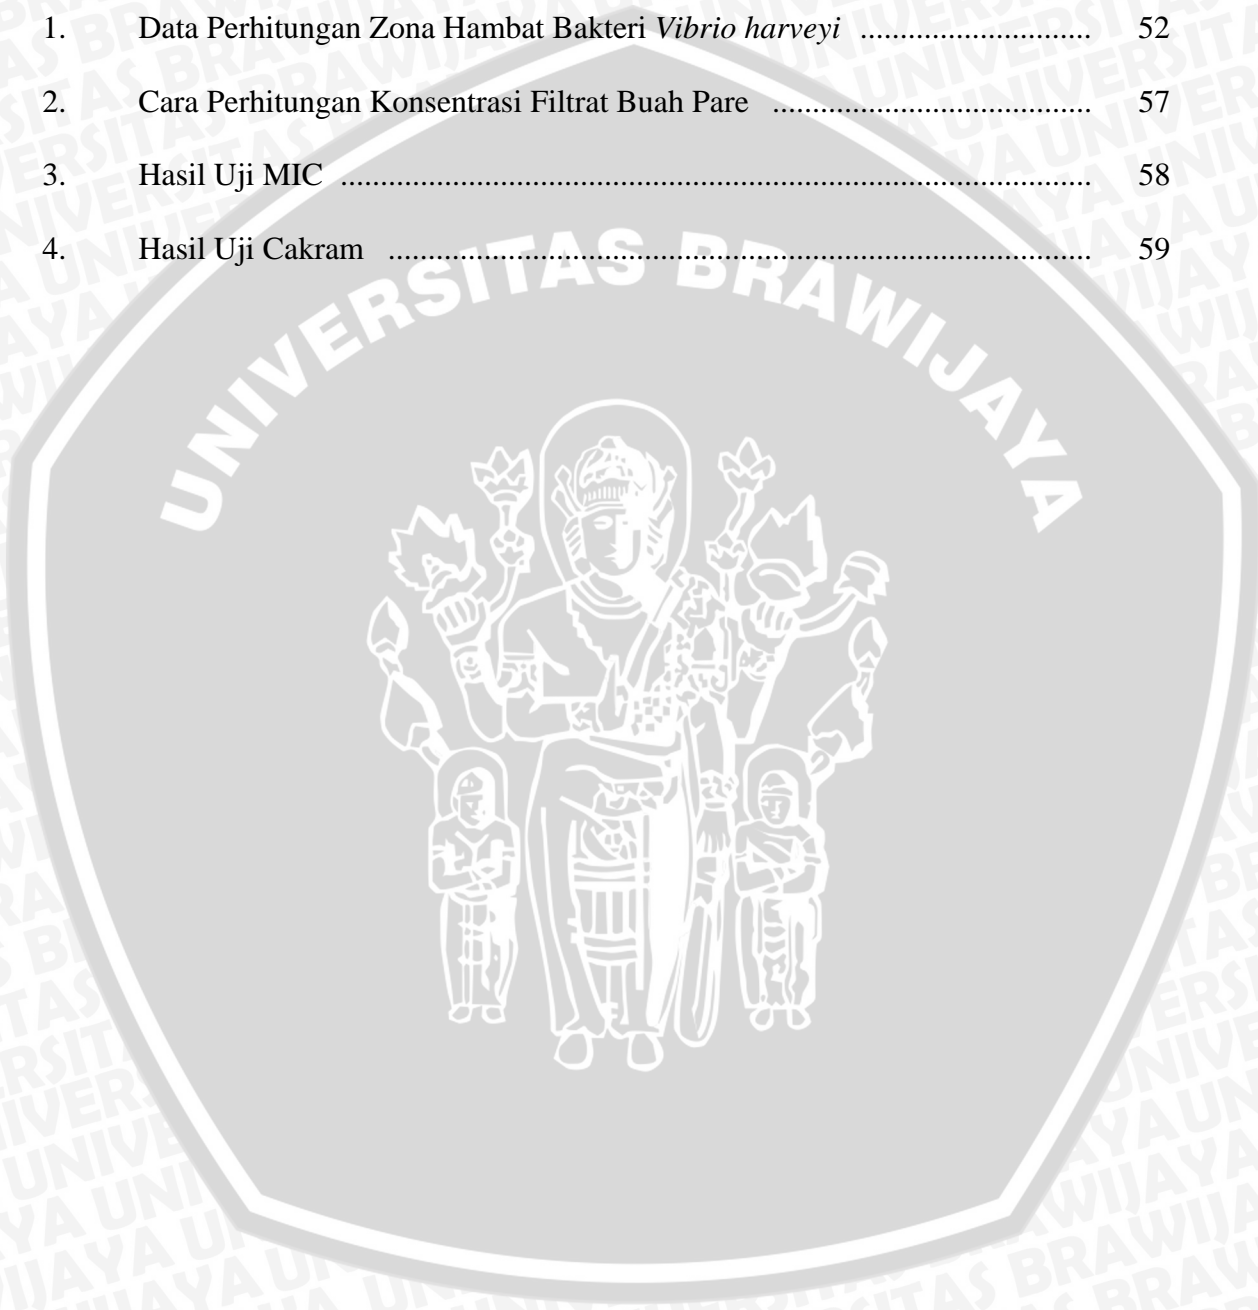 1. Data Perhitungan Zona Hambat Bakteri Vibrio harveyi ............................. 52
2. Cara Perhitungan Konsentrasi Filtrat Buah Pare ........................................ 57
3. Hasil Uji MIC .............................................................................................. 58
4. Hasil Uji Cakram ........................................................................................ 59
UNIVERSITAS BRAWIJAYA